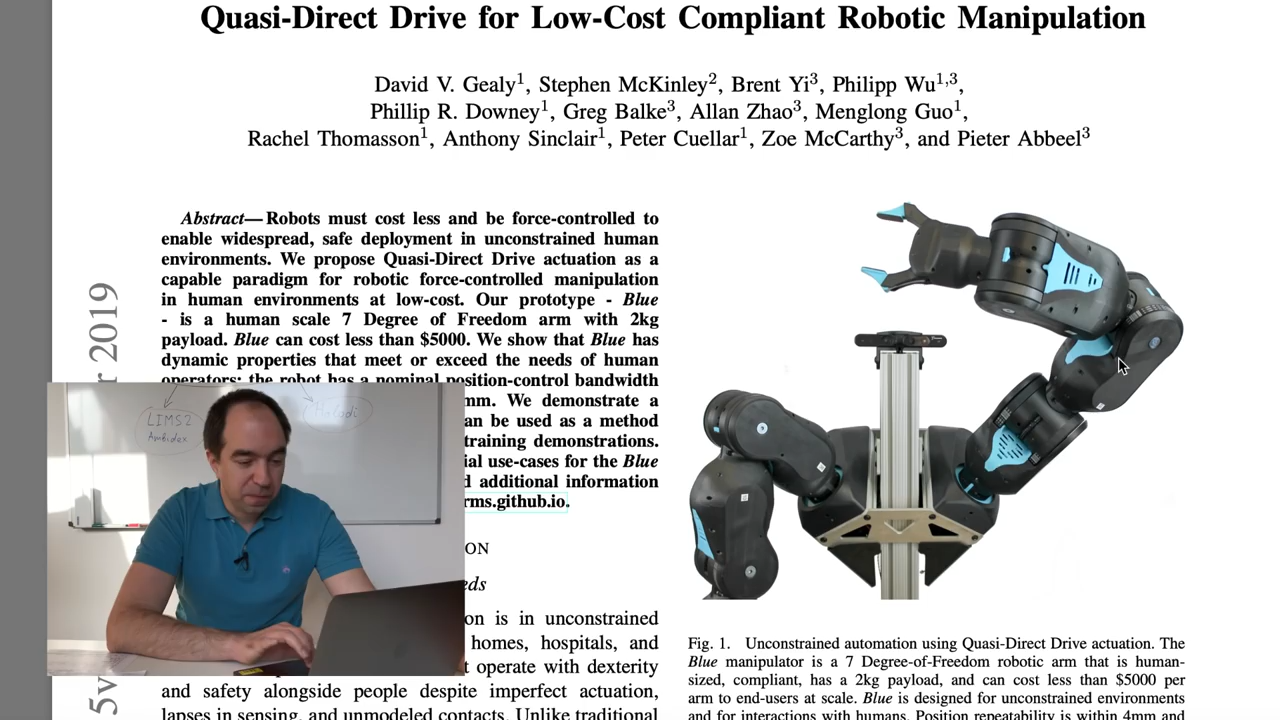 Quasi-Direct Drive for Low-Cost Compliant Robotic Manipulation
David V. Gealy1, Stephen McKinley2, Brent Yi3, Philipp Wu1,3,
Phillip R. Downey1, Greg Balke3, Allan Zhao3, Menglong Guo1,
Rachel Thomasson1, Anthony Sinclair1, Peter Cuellar1, Zoe McCarthy3, and Pieter Abbeel3
Abstract—Robots must cost less and be force-controlled to
enable widespread, safe deployment in unconstrained human
environments. We propose Quasi-Direct Drive actuation as a
capable paradigm for robotic force-controlled manipulation
in human environments at low-cost. Our prototype - Blue
- is a human scale 7 Degree of Freedom arm with 2kg
payload. Blue can cost less than $5000. We show that Blue has
dynamic properties that meet or exceed the needs of human
operators: the robot has a nominal position-control bandwidth
mm. We demonstrate a
an be used as a method
training demonstrations.
ial use-cases for the Blue
d additional information
rms.github.io.
ON
eds
on is in unconstrained
homes, hospitals, and
t operate with dexterity
and safety alongside people despite imperfect actuation,
lapses in sensing, and unmodeled contacts. Unlike traditional
Fig. 1. Unconstrained automation using Quasi-Direct Drive actuation. The
Blue manipulator is a 7 Degree-of-Freedom robotic arm that is human-
sized, compliant, has a 2kg payload, and can cost less than $5000 per
arm to end-users at scale. Blue is designed for unconstrained environments
and for interactions with humans. Position repeatability is within 4mm and
r 2019
5v
LIMS2
Ambidex
Halodi